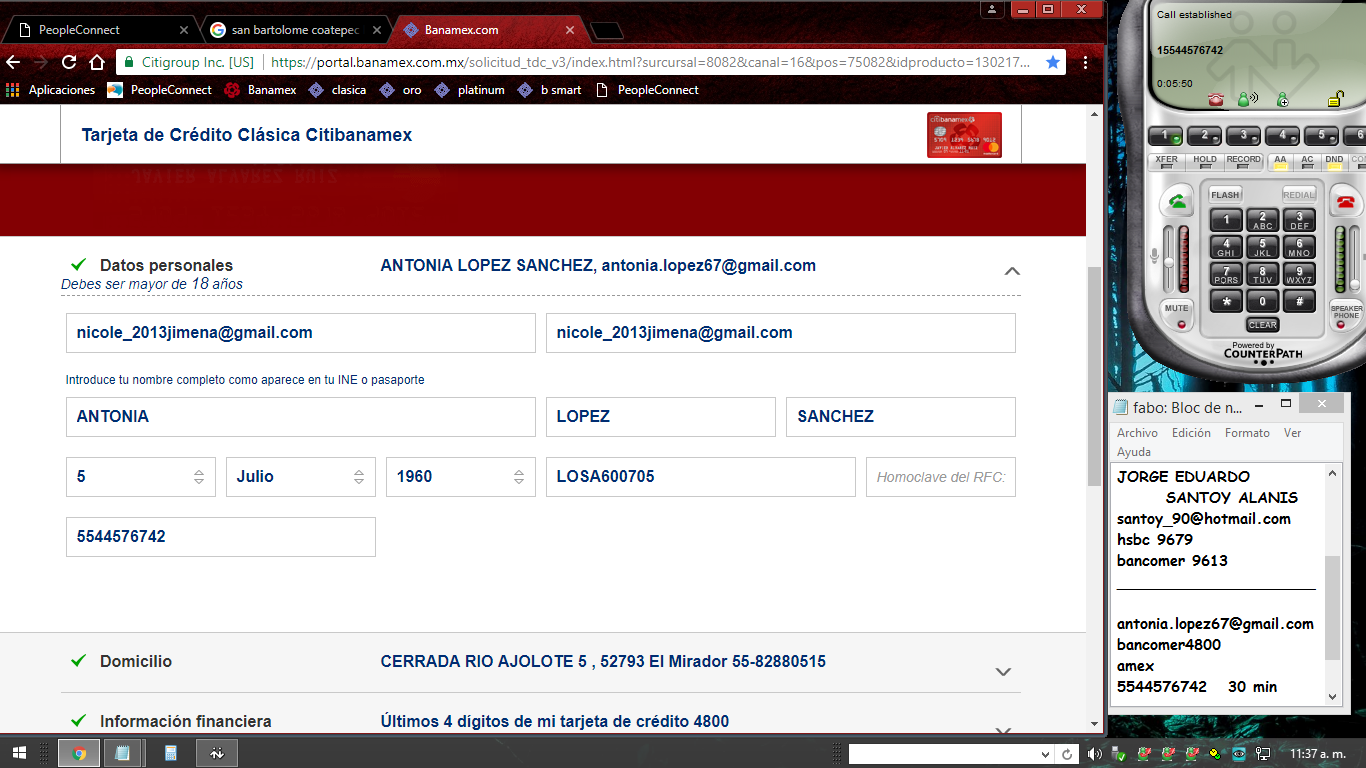 PeopleConnect
san bartolome coatepec
Banamex.com
Citigroup Inc. [US]
https://portal.banamex.com.mx/solicitud_tdc_v3/index.html?surcursal=8082&canal=16&pos=75082&idproducto=130217...
Aplicaciones
PeopleConnect
Banamex
clasica
oro
platinum
b smart
PeopleConnect
Tarjeta de Crédito Clásica Citibanamex
citibanamex
Datos personales
ANTONIA LOPEZ SANCHEZ, antonia.lopez67@gmail.com
Debes ser mayor de 18 años
nicole_2013jimena@gmail.com
nicole_2013jimena@gmail.com
Introduce tu nombre completo como aparece en tu INE o pasaporte
ANTONIA
LOPEZ
SANCHEZ
5
Julio
1960
LOSA600705
Homoclave del RFC:
5544576742
Domicilio
CERRADA RIO AJOLOTE 5 , 52793 El Mirador 55-82880515
Información financiera
Últimos 4 dígitos de mi tarjeta de crédito 4800
Call established
15544576742
0:05:50
1 2 3 4 5 6
XFER HOLD RECORD AA AC DND
FLASH REDIAL
1 2 ABC 3 DEF
4 GHI 5 JKL 6 MNO
7 PQRS 8 TUV 9 WXYZ
* 0 #
MUTE
SPEAKER PHONE
CLEAR
Powered by
COUNTERPATH
fabo: Bloc de n...
Archivo Edición Formato Ver
Ayuda
JORGE EDUARDO
SANTOY ALANIS
santoy_90@hotmail.com
hsbc 9679
bancomer 9613
antonia.lopez67@gmail.com
bancomer4800
amex
5544576742 30 min
11:37 a. m.